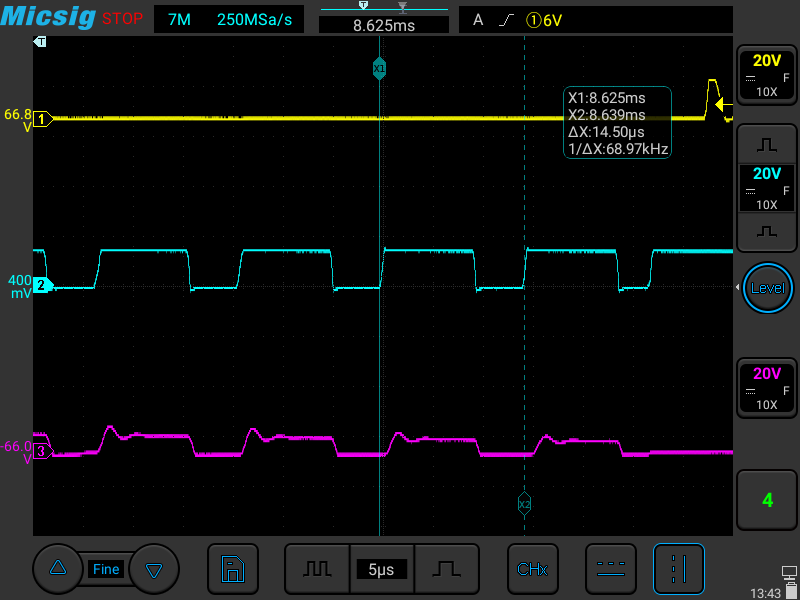 Micsig STOP 7M 250MSa/s 8.625ms A ①6V
T
X1
20V
F
10X
66.8
V
1
X1:8.625ms
X2:8.639ms
ΔX:14.50μs
1/ΔX:68.97kHz
20V
F
10X
400
mV
2
Level
20V
F
10X
-66.0
V
3
X2
4
Fine
5μs
CHx
13:43